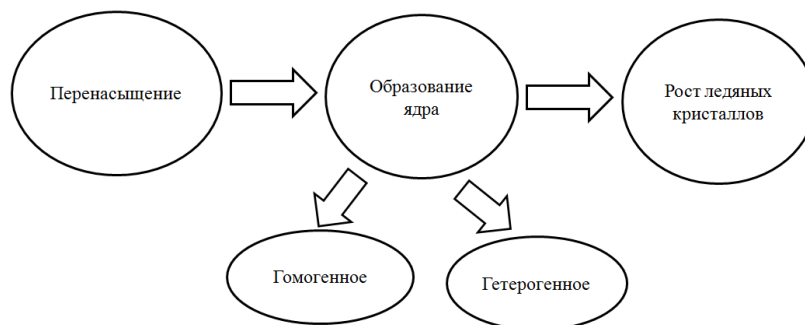 Перенасыщение
Образование
ядра
Рост ледяных
кристаллов
Гомогенное
Гетерогенное